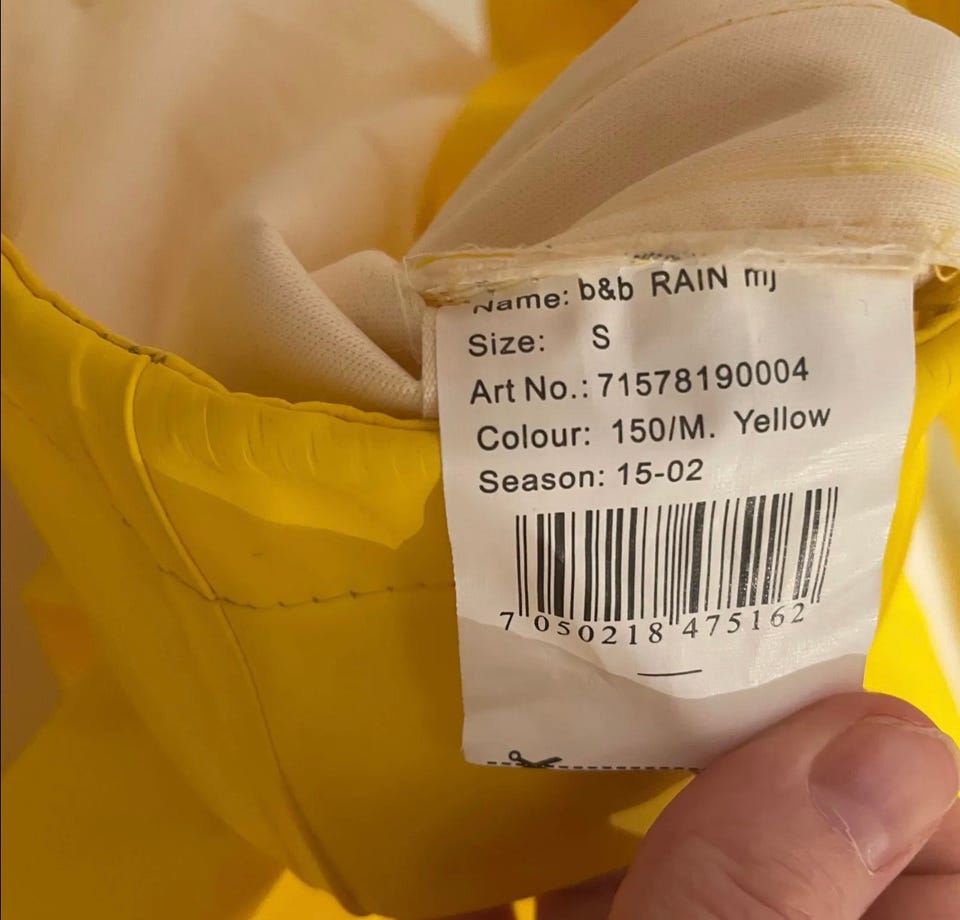 Name: b&b RAIN mj
Size: S
Art No.: 71578190004
Colour: 150/M. Yellow
Season: 15-02
7 050218 475162